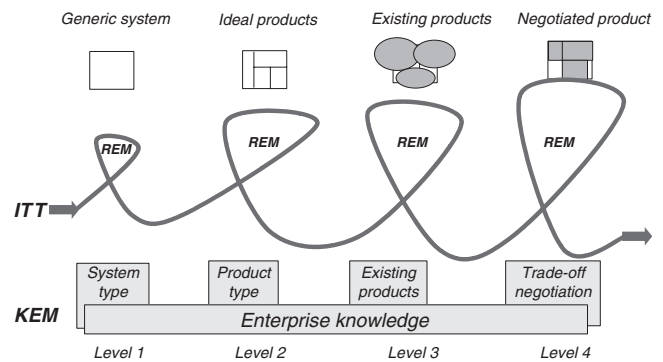 Generic system
Ideal products
Existing products
Negotiated product
REM
REM
REM
REM
ITT
System
type
Product
type
Existing
products
Trade-off
negotiation
KEM
Enterprise knowledge
Level 1
Level 2
Level 3
Level 4